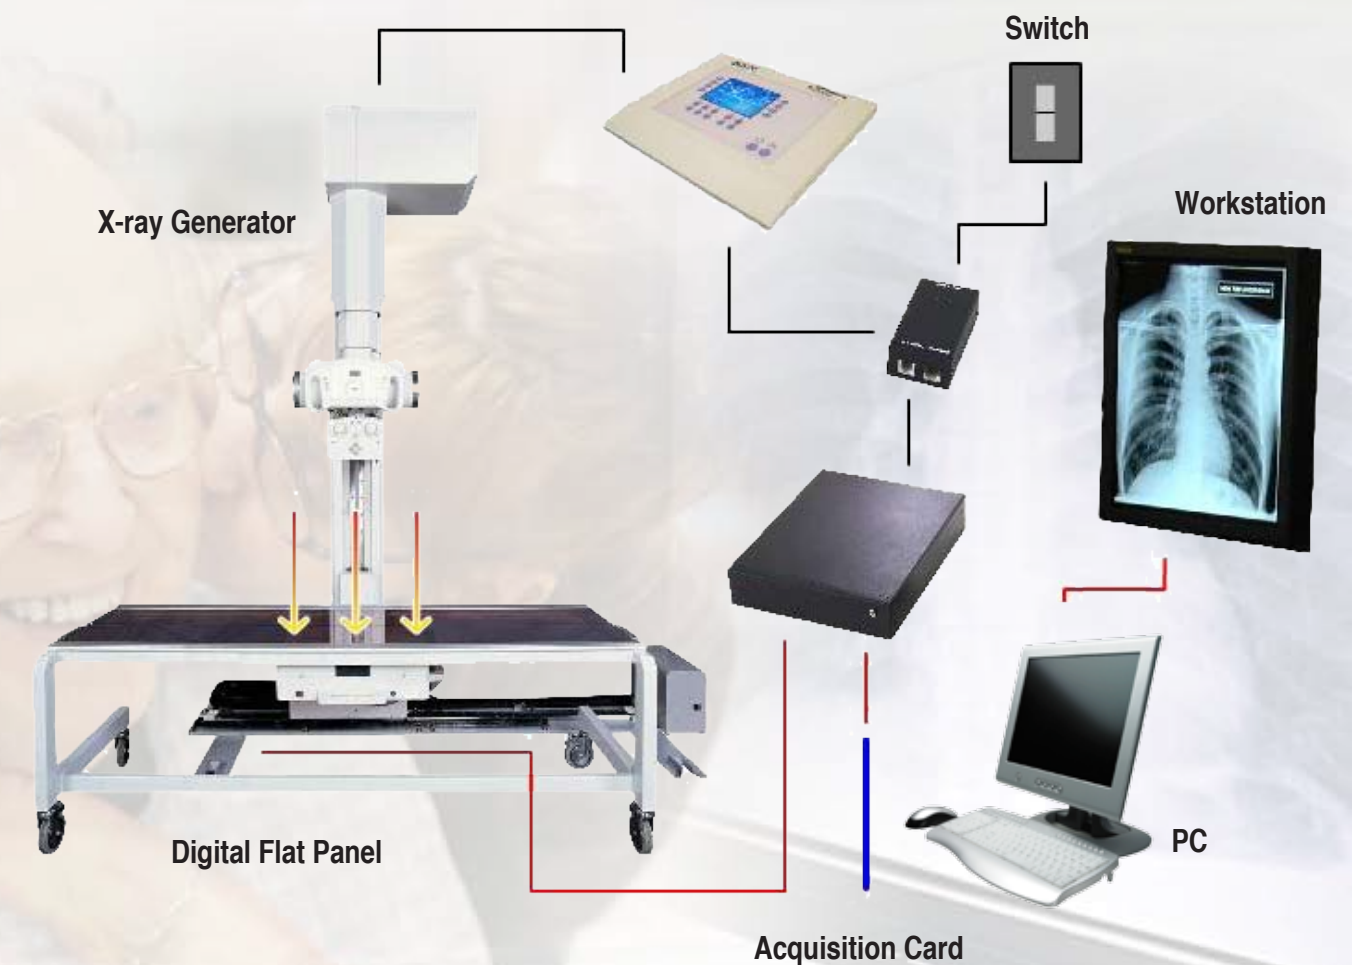 Switch
Workstation
X-ray Generator
PC
Digital Flat Panel
Acquisition Card